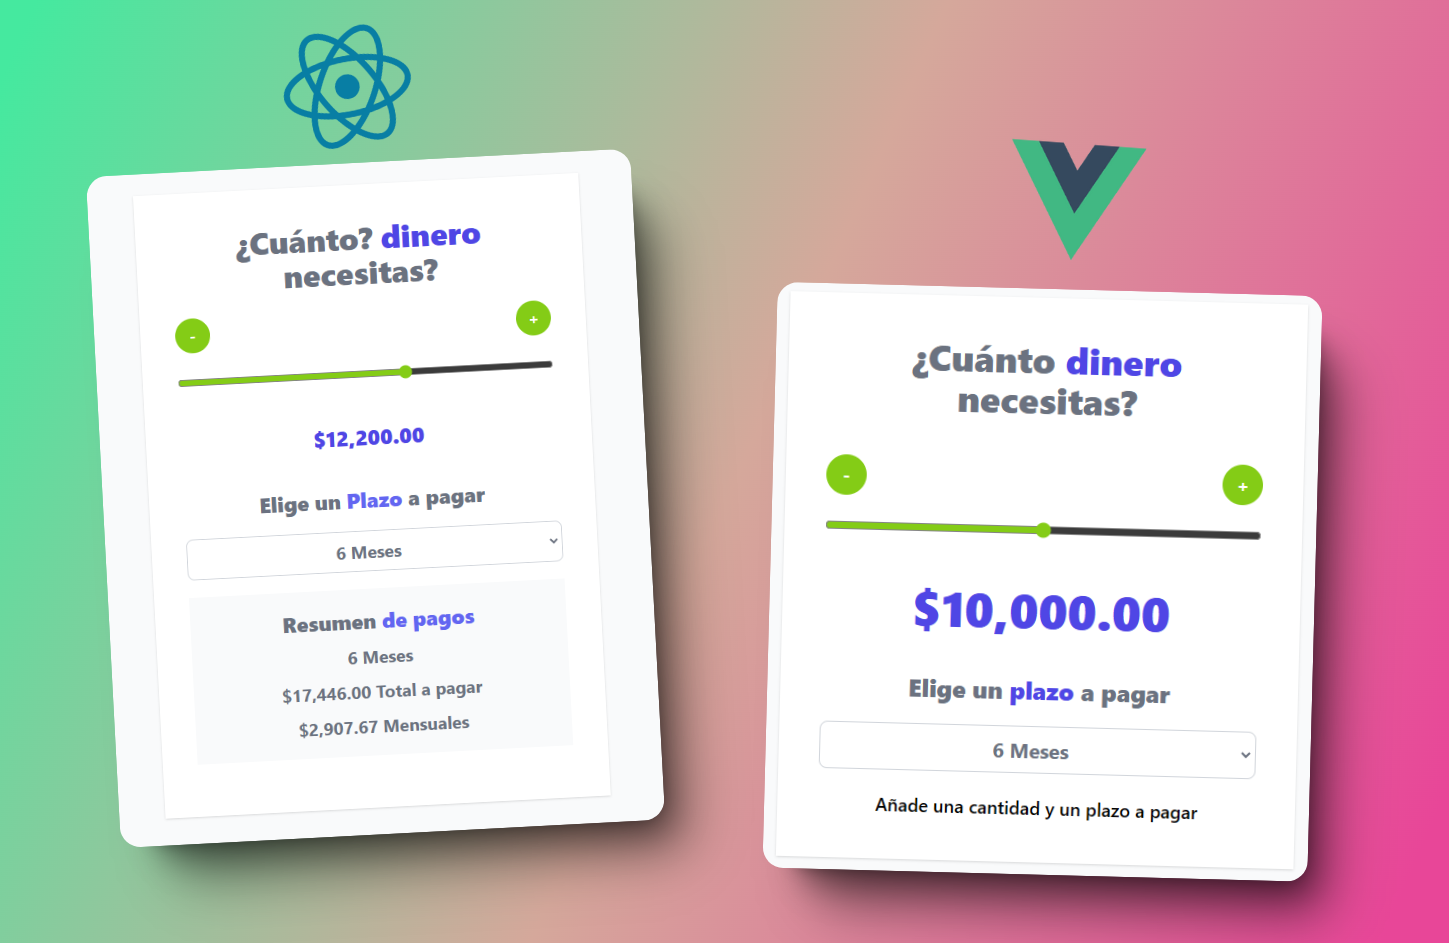 ¿Cuánto? dinero
necesitas?
-
+
$12,200.00
Elige un Plazo a pagar
6 Meses
Resumen de pagos
6 Meses
$17,446.00 Total a pagar
$2,907.67 Mensuales
¿Cuánto dinero
necesitas?
-
+
$10,000.00
Elige un plazo a pagar
6 Meses
Añade una cantidad y un plazo a pagar